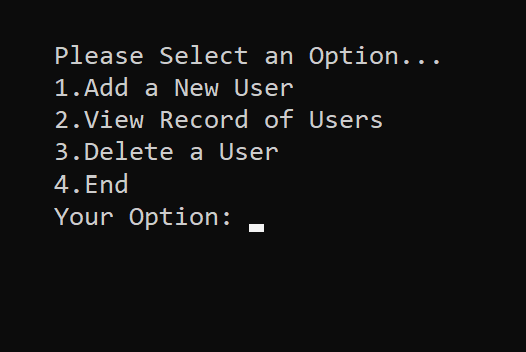 Please Select an Option...
1.Add a New User
2.View Record of Users
3.Delete a User
4.End
Your Option: